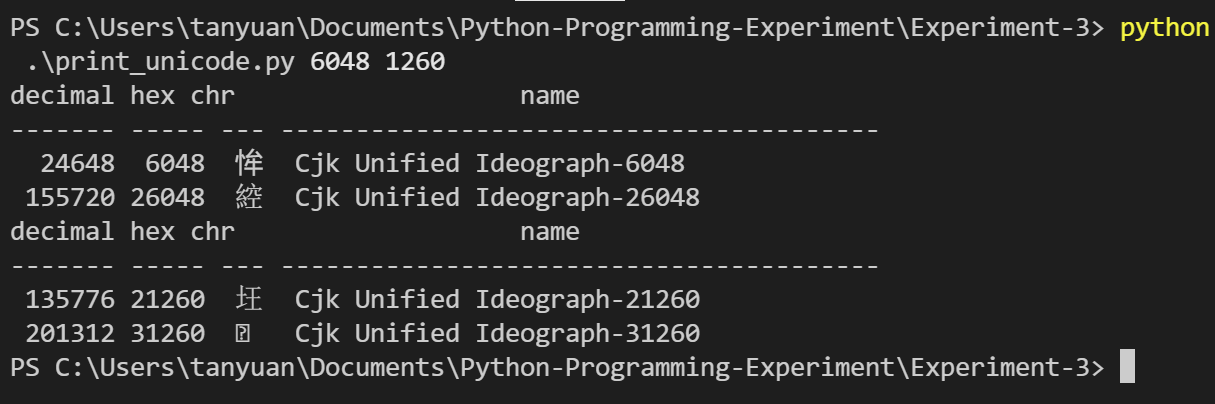 PS C:\Users\tanyuan\Documents\Python-Programming-Experiment\Experiment-3> python
.\print_unicode.py 6048 1260
decimal hex chr name
------- ----- --- ----------------------------------------
24648 6048 恈 Cjk Unified Ideograph-6048
155720 26048 𦁈 Cjk Unified Ideograph-26048
decimal hex chr name
------- ----- --- ----------------------------------------
135776 21260 𡉠 Cjk Unified Ideograph-21260
201312 31260 Cjk Unified Ideograph-31260
PS C:\Users\tanyuan\Documents\Python-Programming-Experiment\Experiment-3>